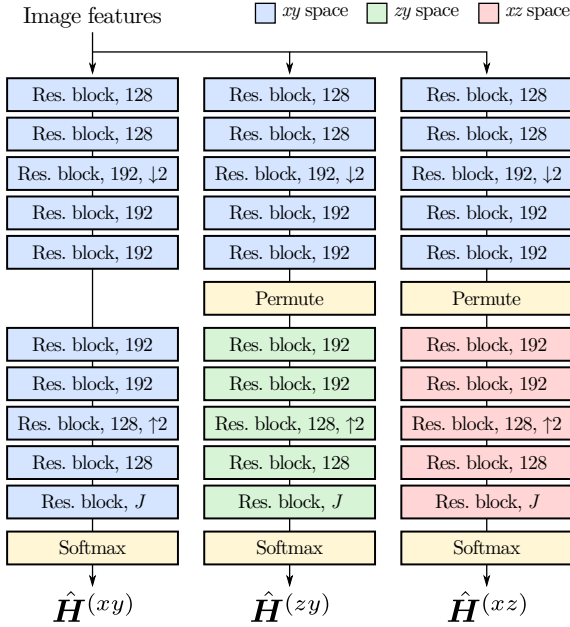 Image features
xy space zy space xz space
Res. block, 128 Res. block, 128 Res. block, 128
Res. block, 128 Res. block, 128 Res. block, 128
Res. block, 192, ↓2 Res. block, 192, ↓2 Res. block, 192, ↓2
Res. block, 192 Res. block, 192 Res. block, 192
Res. block, 192 Res. block, 192 Res. block, 192
Permute Permute
Res. block, 192 Res. block, 192 Res. block, 192
Res. block, 192 Res. block, 192 Res. block, 192
Res. block, 128, ↑2 Res. block, 128, ↑2 Res. block, 128, ↑2
Res. block, 128 Res. block, 128 Res. block, 128
Res. block, J Res. block, J Res. block, J
Softmax Softmax Softmax
Ĥ(xy) Ĥ(zy) Ĥ(xz)